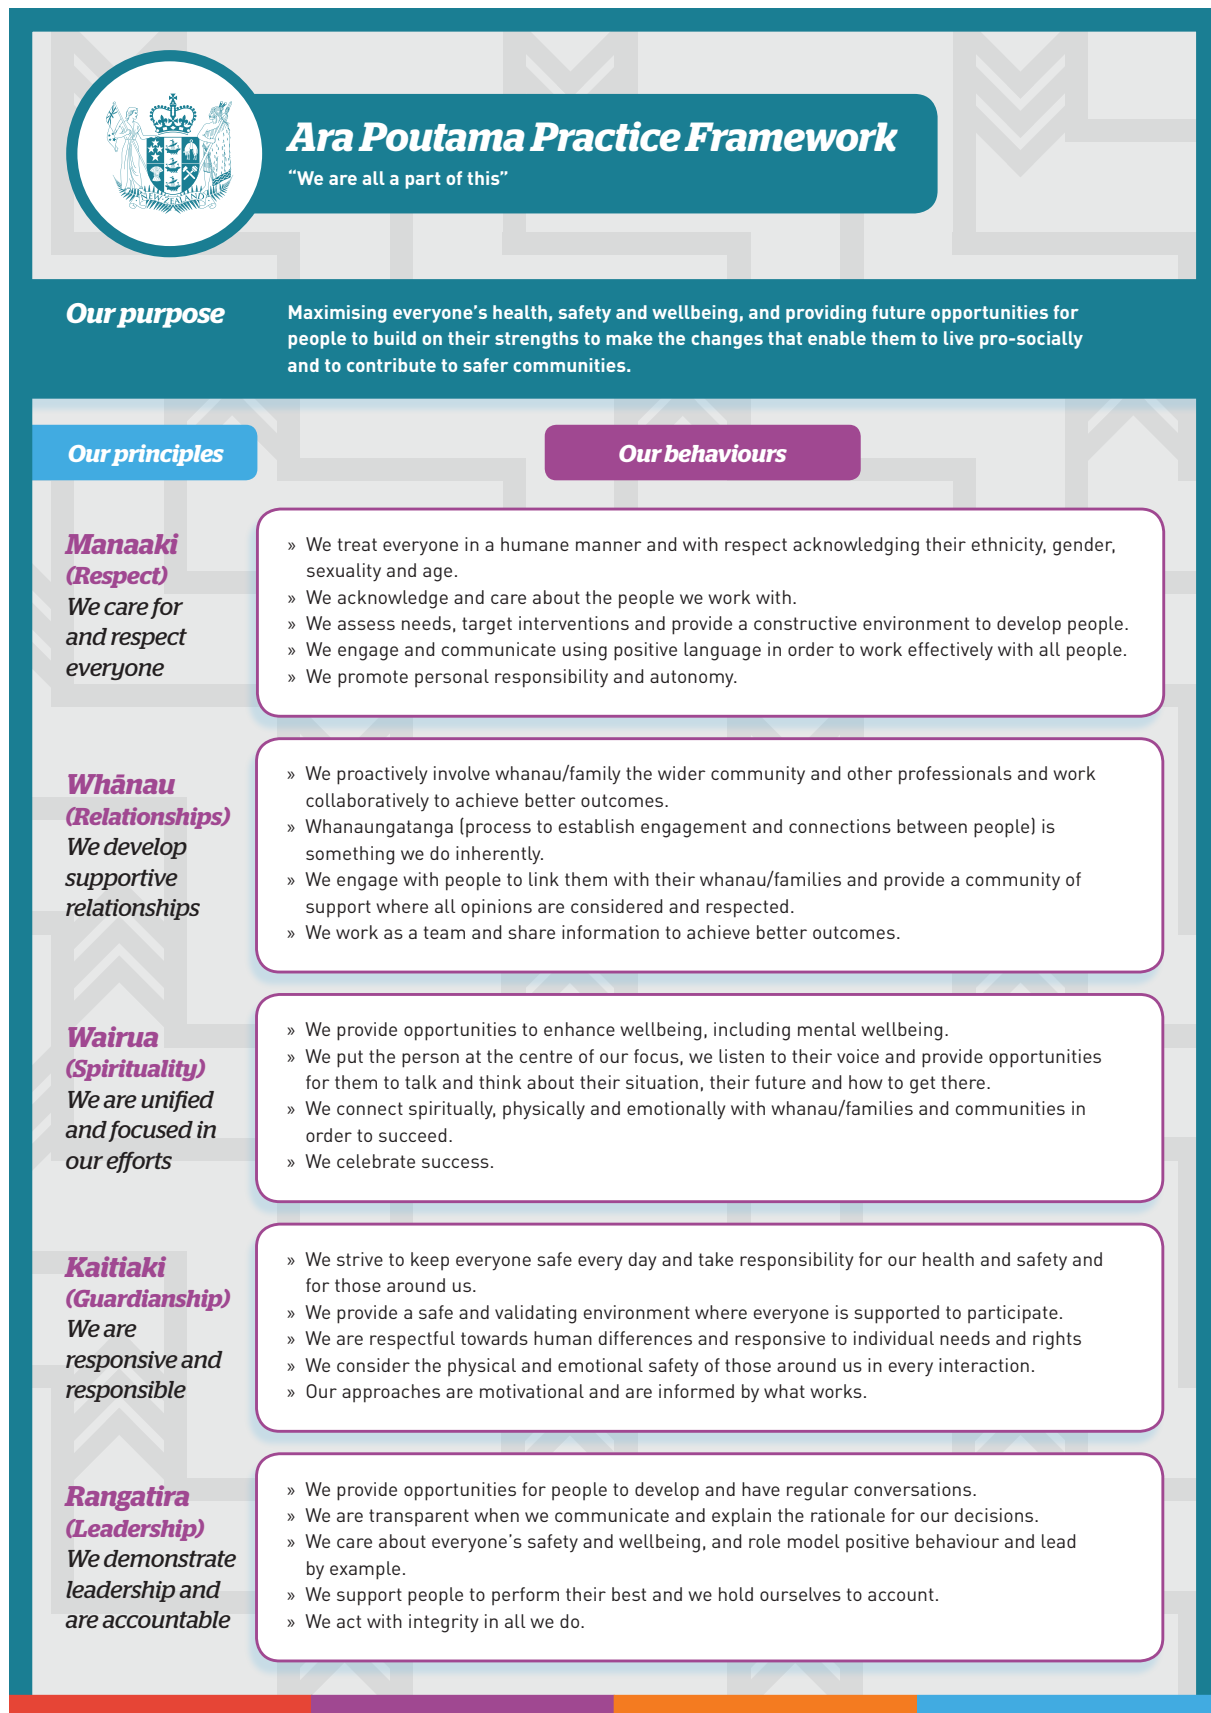 NEW ZEALAND
Ara Poutama Practice Framework
“We are all a part of this”
Our purpose
Maximising everyone’s health, safety and wellbeing, and providing future opportunities for
people to build on their strengths to make the changes that enable them to live pro-socially
and to contribute to safer communities.
Our principles
Our behaviours
Manaaki
(Respect)
We care for
and respect
everyone
» We treat everyone in a humane manner and with respect acknowledging their ethnicity, gender,
sexuality and age.
» We acknowledge and care about the people we work with.
» We assess needs, target interventions and provide a constructive environment to develop people.
» We engage and communicate using positive language in order to work effectively with all people.
» We promote personal responsibility and autonomy.
Whānau
(Relationships)
We develop
supportive
relationships
» We proactively involve whanau/family the wider community and other professionals and work
collaboratively to achieve better outcomes.
» Whanaungatanga (process to establish engagement and connections between people) is
something we do inherently.
» We engage with people to link them with their whanau/families and provide a community of
support where all opinions are considered and respected.
» We work as a team and share information to achieve better outcomes.
Wairua
(Spirituality)
We are unified
and focused in
our efforts
» We provide opportunities to enhance wellbeing, including mental wellbeing.
» We put the person at the centre of our focus, we listen to their voice and provide opportunities
for them to talk and think about their situation, their future and how to get there.
» We connect spiritually, physically and emotionally with whanau/families and communities in
order to succeed.
» We celebrate success.
Kaitiaki
(Guardianship)
We are
responsive and
responsible
» We strive to keep everyone safe every day and take responsibility for our health and safety and
for those around us.
» We provide a safe and validating environment where everyone is supported to participate.
» We are respectful towards human differences and responsive to individual needs and rights
» We consider the physical and emotional safety of those around us in every interaction.
» Our approaches are motivational and are informed by what works.
Rangatira
(Leadership)
We demonstrate
leadership and
are accountable
» We provide opportunities for people to develop and have regular conversations.
» We are transparent when we communicate and explain the rationale for our decisions.
» We care about everyone’s safety and wellbeing, and role model positive behaviour and lead
by example.
» We support people to perform their best and we hold ourselves to account.
» We act with integrity in all we do.